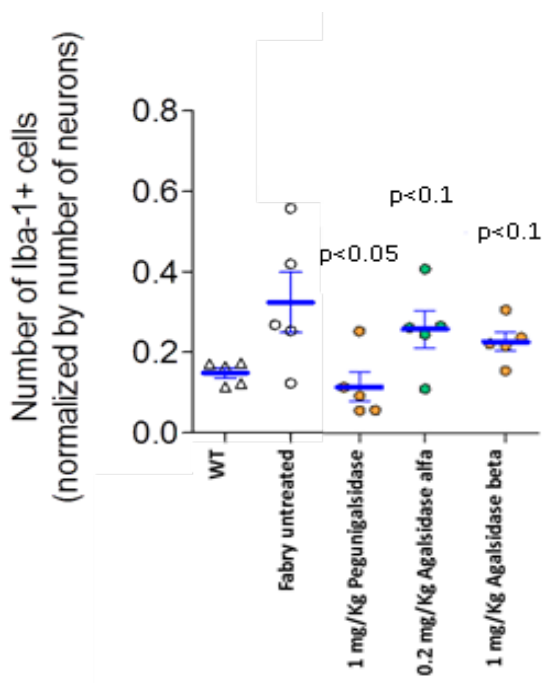 Number of Iba-1+ cells
(normalized by number of neurons)
0.8
0.6
0.4
0.2
0.0
p<0.05
p<0.1
p<0.1
WT
Fabry untreated
1 mg/Kg Pegunigalsidase
0.2 mg/Kg Agalsidase alfa
1 mg/Kg Agalsidase beta